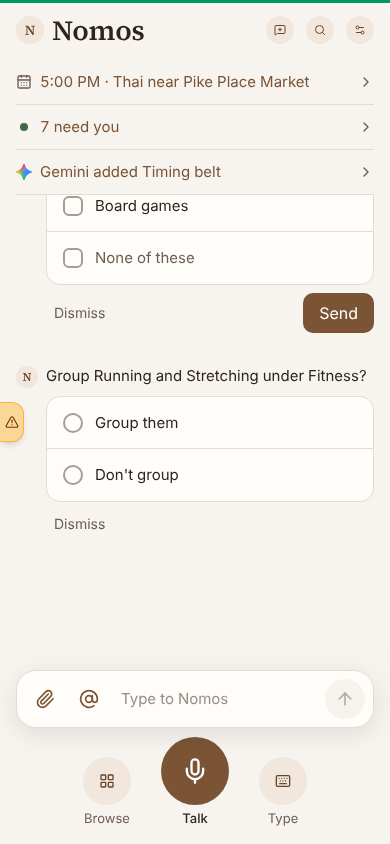 N Nomos
5:00 PM · Thai near Pike Place Market
7 need you
Gemini added Timing belt
Board games
None of these
Dismiss
Send
N Group Running and Stretching under Fitness?
Group them
Don't group
Dismiss
Type to Nomos
Browse
Talk
Type